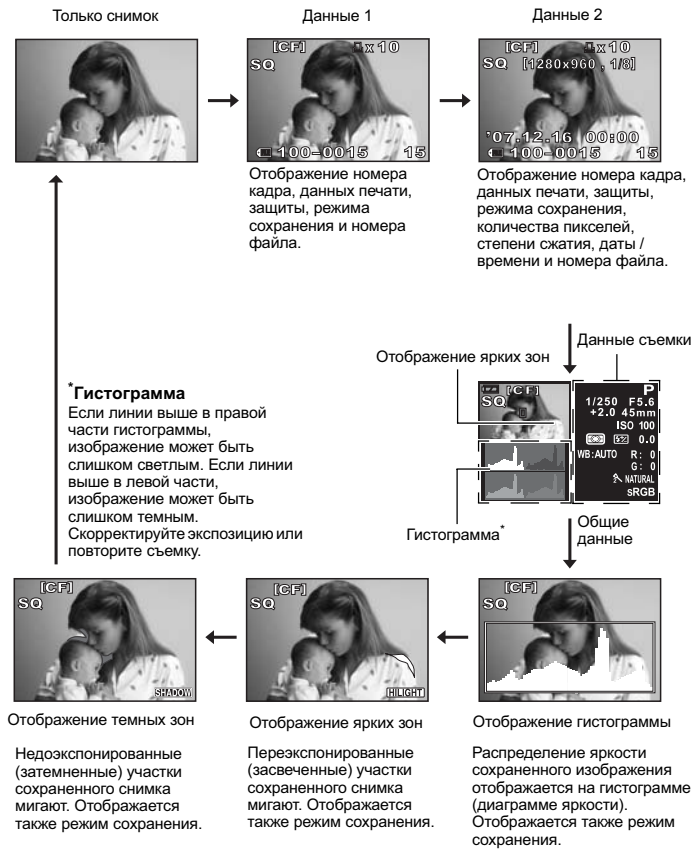 Только снимок
Данные 1
Данные 2
[CF]
x 10
SQ
100-0015
15
[CF]
x 10
SQ
[1280x960 , 1/8]
'07.12.16 00:00
100-0015
15
Отображение номера
кадра, данных печати,
защиты, режима
сохранения и номера
файла.
Отображение номера кадра,
данных печати, защиты,
режима сохранения,
количества пикселей,
степени сжатия, даты /
времени и номера файла.
Данные съемки
Отображение ярких зон
[CF]
SQ
P
1/250 F5.6
+2.0 45mm
ISO 100
0.0
WB:AUTO R: 0
G: 0
NATURAL
sRGB
Гистограмма*
Общие
данные
*Гистограмма
Если линии выше в правой
части гистограммы,
изображение может быть
слишком светлым. Если линии
выше в левой части,
изображение может быть
слишком темным.
Скорректируйте экспозицию или
повторите съемку.
[CF]
SQ
SHADOW
[CF]
SQ
HILIGHT
[CF]
SQ
Отображение темных зон
Отображение ярких зон
Отображение гистограммы
Недоэкспонированные
(затемненные) участки
сохраненного снимка
мигают. Отображается
также режим сохранения.
Переэкспонированные
(засвеченные) участки
сохраненного снимка
мигают. Отображается
также режим сохранения.
Распределение яркости
сохраненного изображения
отображается на гистограмме
(диаграмме яркости).
Отображается также режим
сохранения.